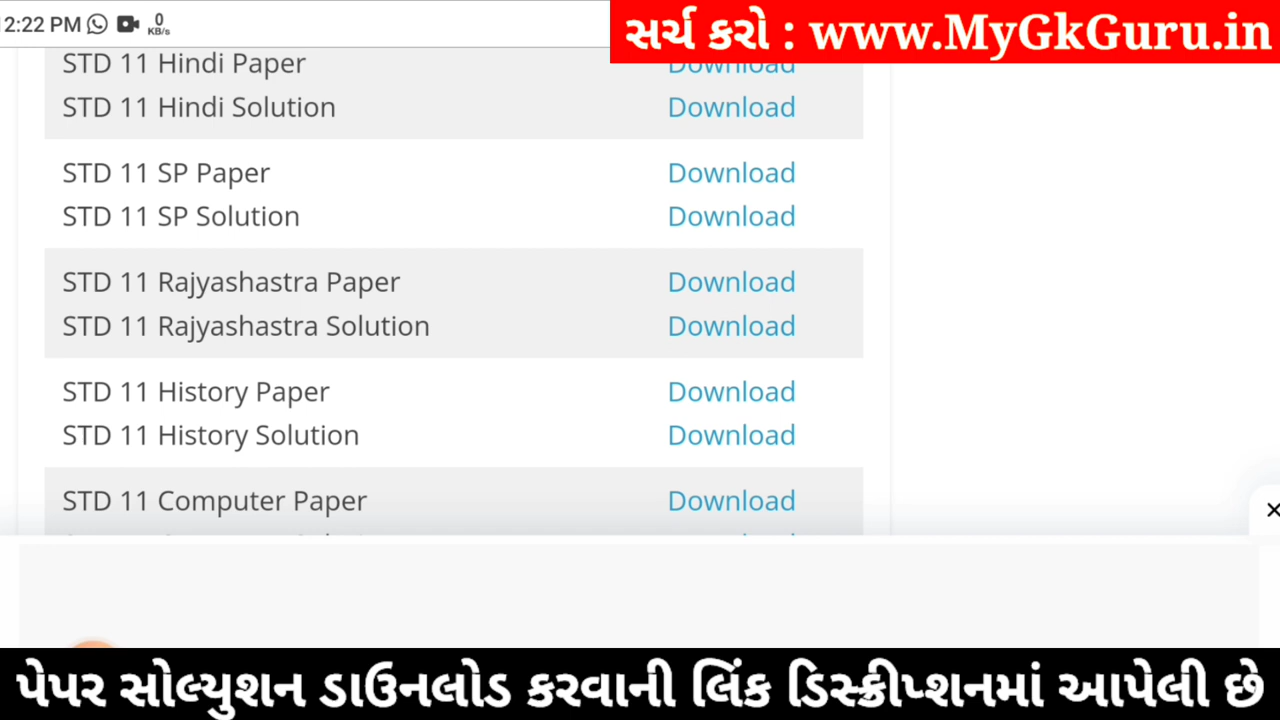 12:22 PM 0 KB/s
સર્ચ કરો : www.MyGkGuru.in
STD 11 Hindi Paper Download
STD 11 Hindi Solution Download
STD 11 SP Paper Download
STD 11 SP Solution Download
STD 11 Rajyashastra Paper Download
STD 11 Rajyashastra Solution Download
STD 11 History Paper Download
STD 11 History Solution Download
STD 11 Computer Paper Download
પેપર સોલ્યુશન ડાઉનલોડ કરવાની લિંક ડિસ્ક્રીપ્શનમાં આપેલી છે